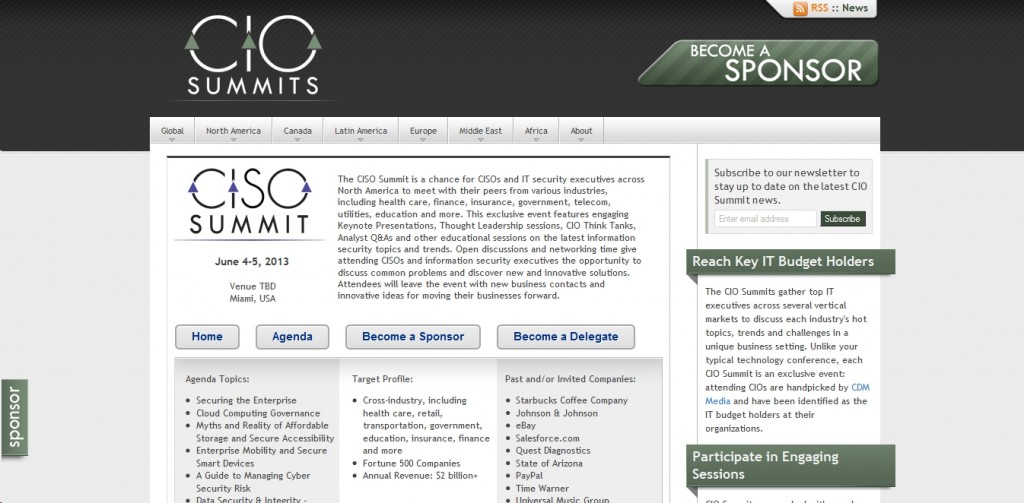 RSS :: News
CIO
SUMMITS
BECOME A
SPONSOR
Global North America Canada Latin America Europe Middle East Africa About
CISO
SUMMIT
June 4-5, 2013
Venue TBD
Miami, USA
The CISO Summit is a chance for CISOs and IT security executives across
North America to meet with their peers from various industries,
including health care, finance, insurance, government, telecom,
utilities, education and more. This exclusive event features engaging
Keynote Presentations, Thought Leadership sessions, CIO Think Tanks,
Analyst Q&As and other educational sessions on the latest information
security topics and trends. Open discussions and networking time give
attending CISOs and information security executives the opportunity to
discuss common problems and discover new and innovative solutions.
Attendees will leave the event with new business contacts and
innovative ideas for moving their businesses forward.
Home Agenda Become a Sponsor Become a Delegate
Agenda Topics:
Securing the Enterprise
Cloud Computing Governance
Myths and Reality of Affordable
Storage and Secure Accessibility
Enterprise Mobility and Secure
Smart Devices
A Guide to Managing Cyber
Security Risk
Data Security & Integrity -
Target Profile:
Cross-industry, including
health care, retail,
transportation, government,
education, insurance, finance
and more
Fortune 500 Companies
Annual Revenue: $2 billion+
Past and/or Invited Companies:
Starbucks Coffee Company
Johnson & Johnson
eBay
Salesforce.com
Quest Diagnostics
State of Arizona
PayPal
Time Warner
Universal Music Group
Subscribe to our newsletter to
stay up to date on the latest CIO
Summit news.
Enter email address Subscribe
Reach Key IT Budget Holders
The CIO Summits gather top IT
executives across several vertical
markets to discuss each industry's hot
topics, trends and challenges in a
unique business setting. Unlike your
typical technology conference, each
CIO Summit is an exclusive event:
attending CIOs are handpicked by CDM
Media and have been identified as the
IT budget holders at their
organizations.
Participate in Engaging
Sessions
sponsor